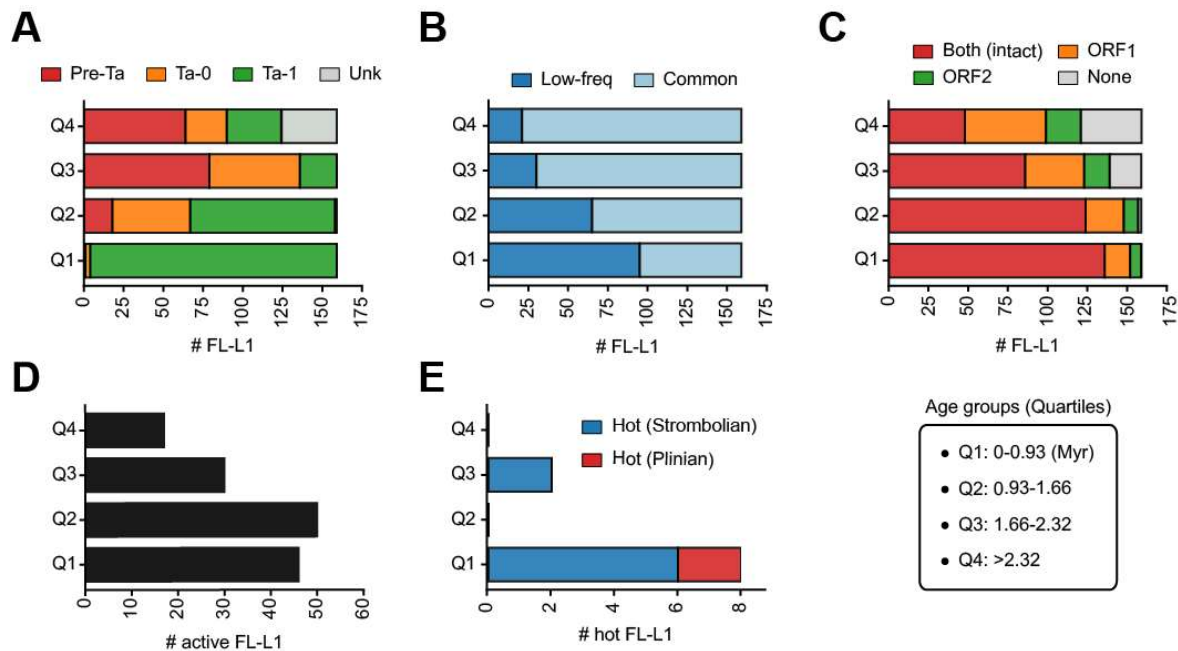 A
Pre-Ta Ta-0 Ta-1 Unk
Q4
Q3
Q2
Q1
0 25 50 75 100 125 150 175
# FL-L1
B
Low-freq Common
Q4
Q3
Q2
Q1
0 25 50 75 100 125 150 175
# FL-L1
C
Both (intact) ORF1
ORF2 None
0 25 50 75 100 125 150 175
# FL-L1
D
Q4
Q3
Q2
Q1
0 10 20 30 40 50 60
# active FL-L1
E
Hot (Strombolian)
Hot (Plinian)
Q4
Q3
Q2
Q1
0 2 4 6 8
# hot FL-L1
Age groups (Quartiles)
• Q1: 0-0.93 (Myr)
• Q2: 0.93-1.66
• Q3: 1.66-2.32
• Q4: >2.32